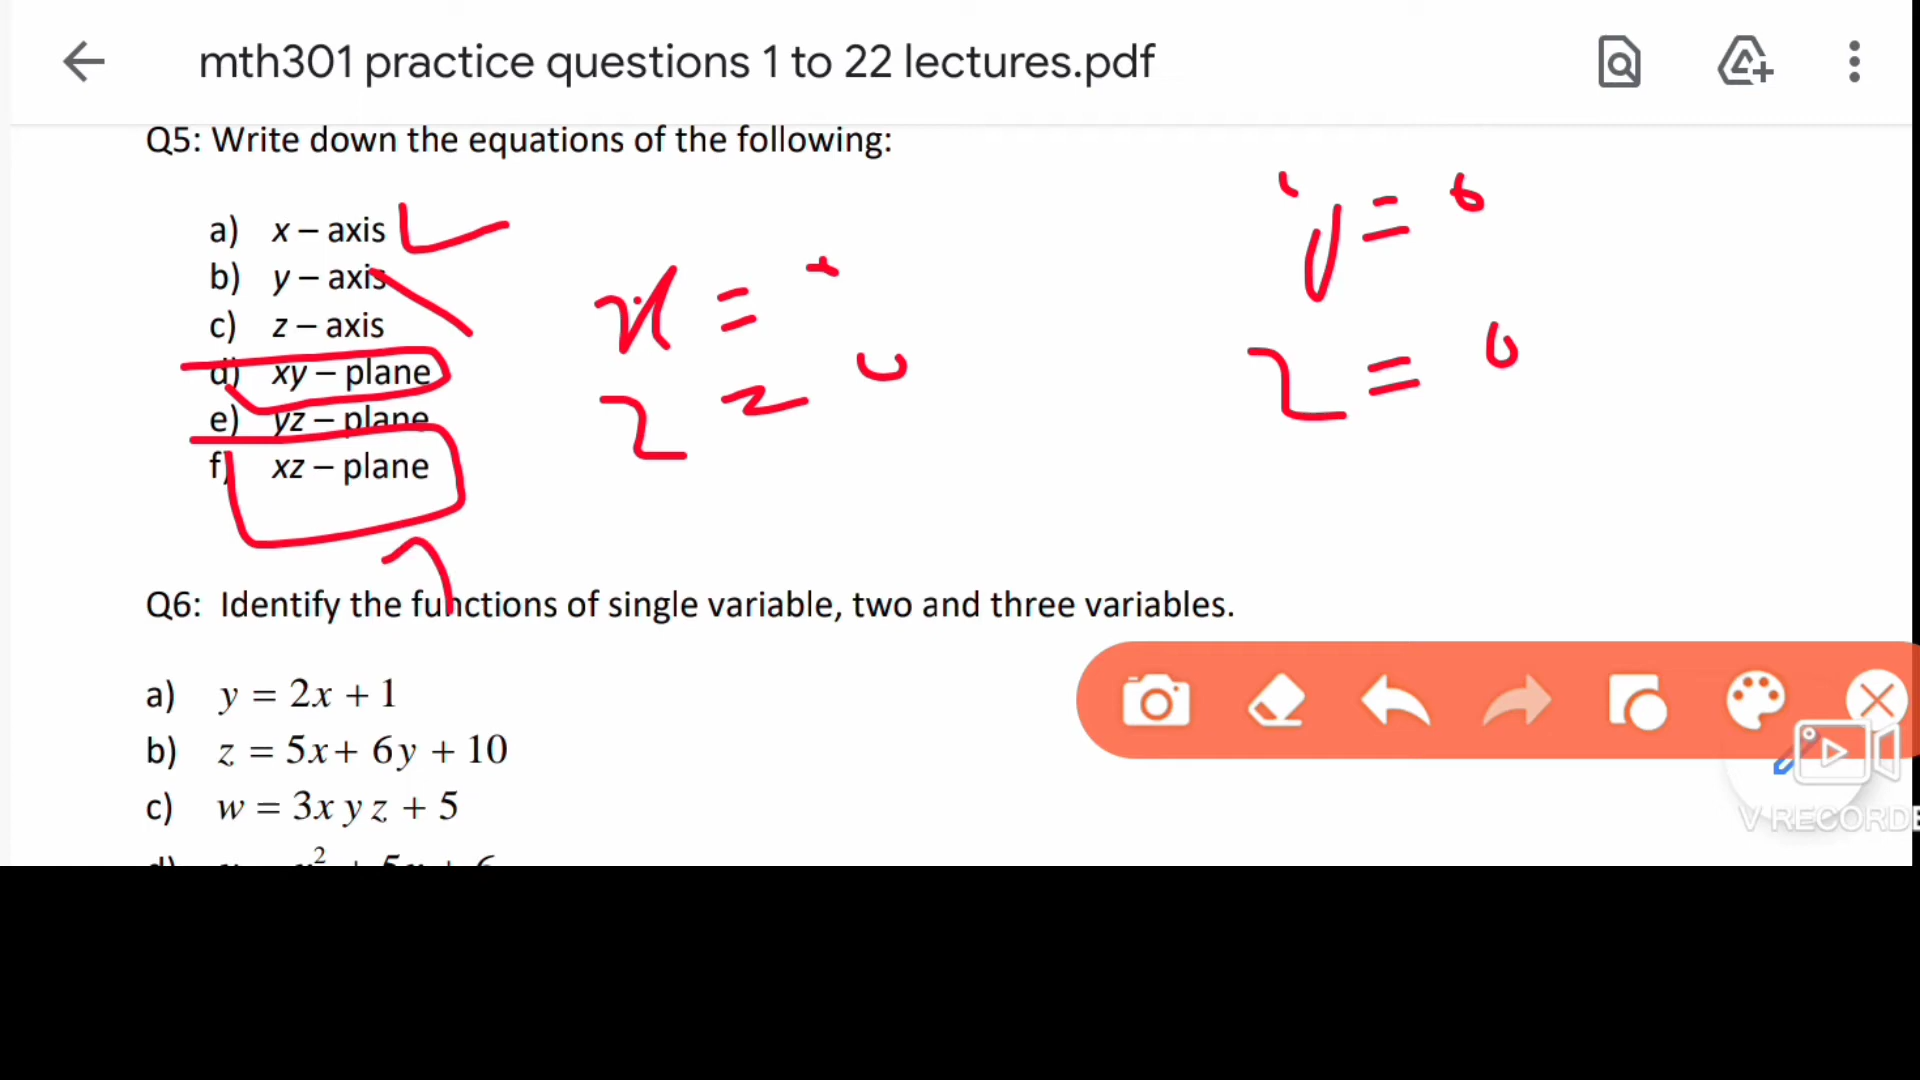 mth301 practice questions 1 to 22 lectures.pdf
Q5: Write down the equations of the following:
a) x – axis
b) y – axis
c) z – axis
d) xy – plane
e) yz – plane
f) xz – plane
x =
z = 0
y = 0
z = 0
Q6: Identify the functions of single variable, two and three variables.
a) y = 2x + 1
b) z = 5x + 6y + 10
c) w = 3x y z + 5
V RECORDE